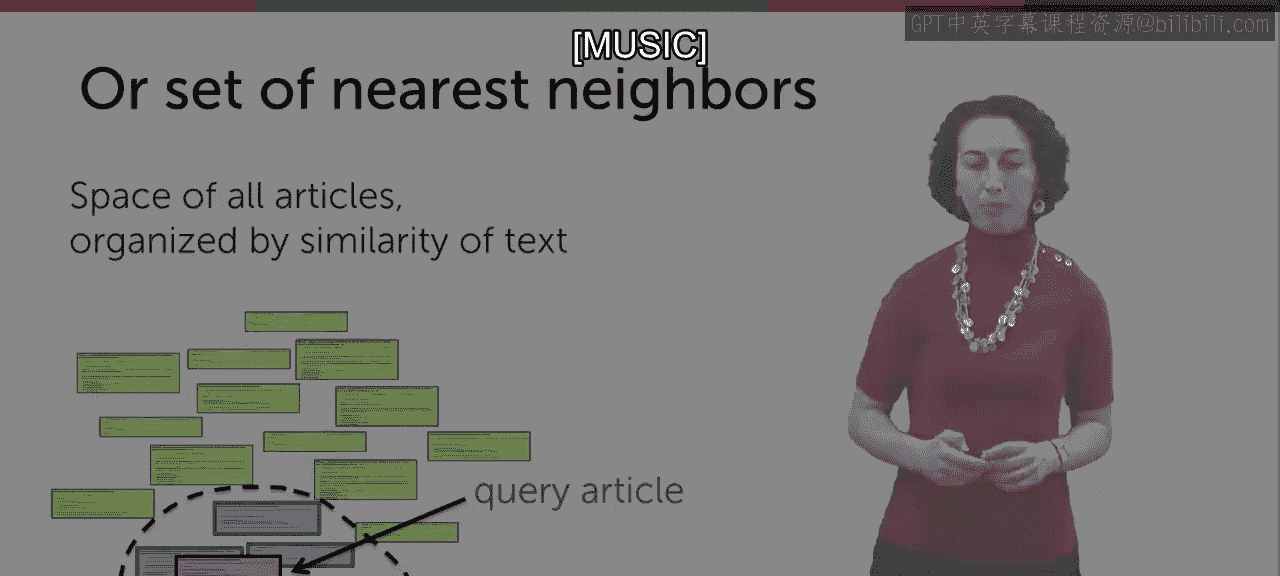 GPT中英字幕课程资源@bilibili.com
[MUSIC]
Or set of nearest neighbors
Space of all articles,
organized by similarity of text
query article